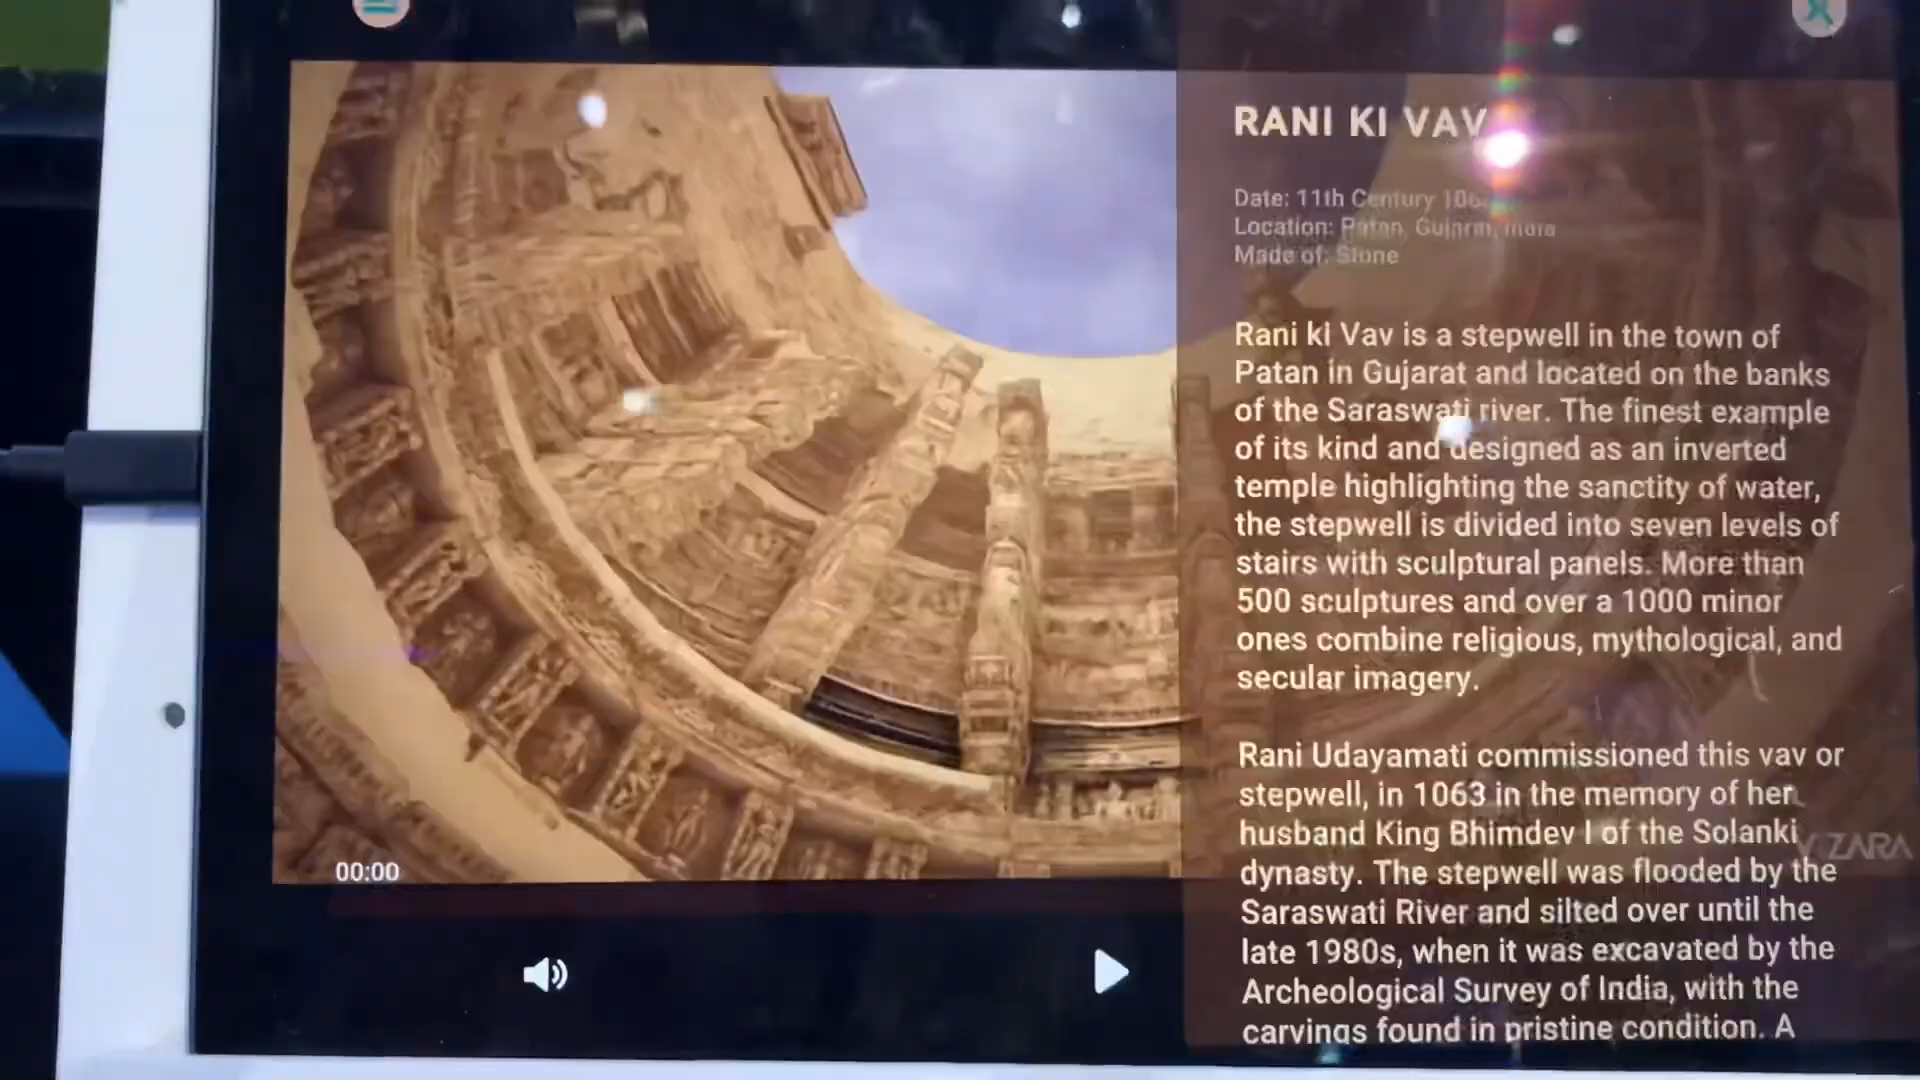 RANI KI VAV
Date: 11th Century
Location: Patan, Gujarat, India
Made of: Stone
Rani ki Vav is a stepwell in the town of
Patan in Gujarat and located on the banks
of the Saraswati river. The finest example
of its kind and designed as an inverted
temple highlighting the sanctity of water,
the stepwell is divided into seven levels of
stairs with sculptural panels. More than
500 sculptures and over a 1000 minor
ones combine religious, mythological, and
secular imagery.
Rani Udayamati commissioned this vav or
stepwell, in 1063 in the memory of her
husband King Bhimdev I of the Solanki
dysnasty. The stepwell was flooded by the
Saraswati River and silted over until the
late 1980s, when it was excavated by the
Archeological Survey of India, with the
carvings found in pristine condition. A
00:00
ZARA